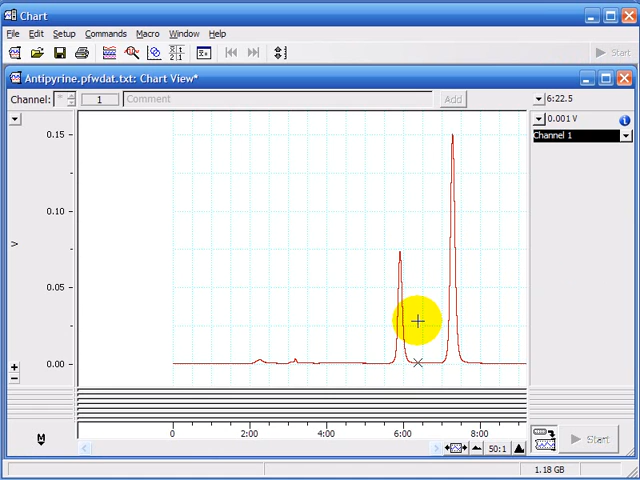 Chart
File Edit Setup Commands Macro Window Help
Start
Antipyrine.pfwdat.txt: Chart View*
Channel: * 1 Comment Add 6:22.5
0.001 V
Channel 1
0.15
0.10
V
0.05
0.00
+
−
M
0 2:00 4:00 6:00 8:00
50:1 Start
1.18 GB